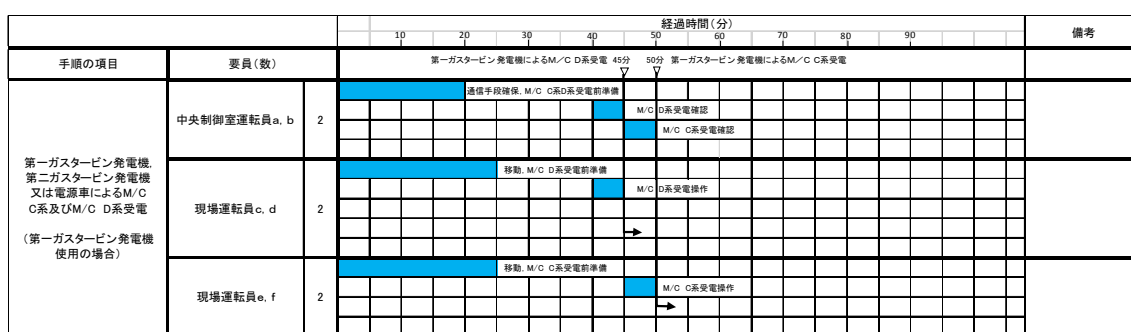 経過時間(分)
備考
10 20 30 40 50 60 70 80 90
手順の項目
要員(数)
第一ガスタービン発電機によるM/C D系受電 45分
50分 第一ガスタービン発電機によるM/C C系受電
第一ガスタービン発電機,
第二ガスタービン発電機
又は電源車によるM/C
C系及びM/C D系受電
(第一ガスタービン発電機
使用の場合)
中央制御室運転員a, b
2
通信手段確保, M/C C系D系受電前準備
M/C D系受電確認
M/C C系受電確認
現場運転員c, d
2
移動, M/C D系受電前準備
M/C D系受電操作
現場運転員e, f
2
移動, M/C C系受電前準備
M/C C系受電操作